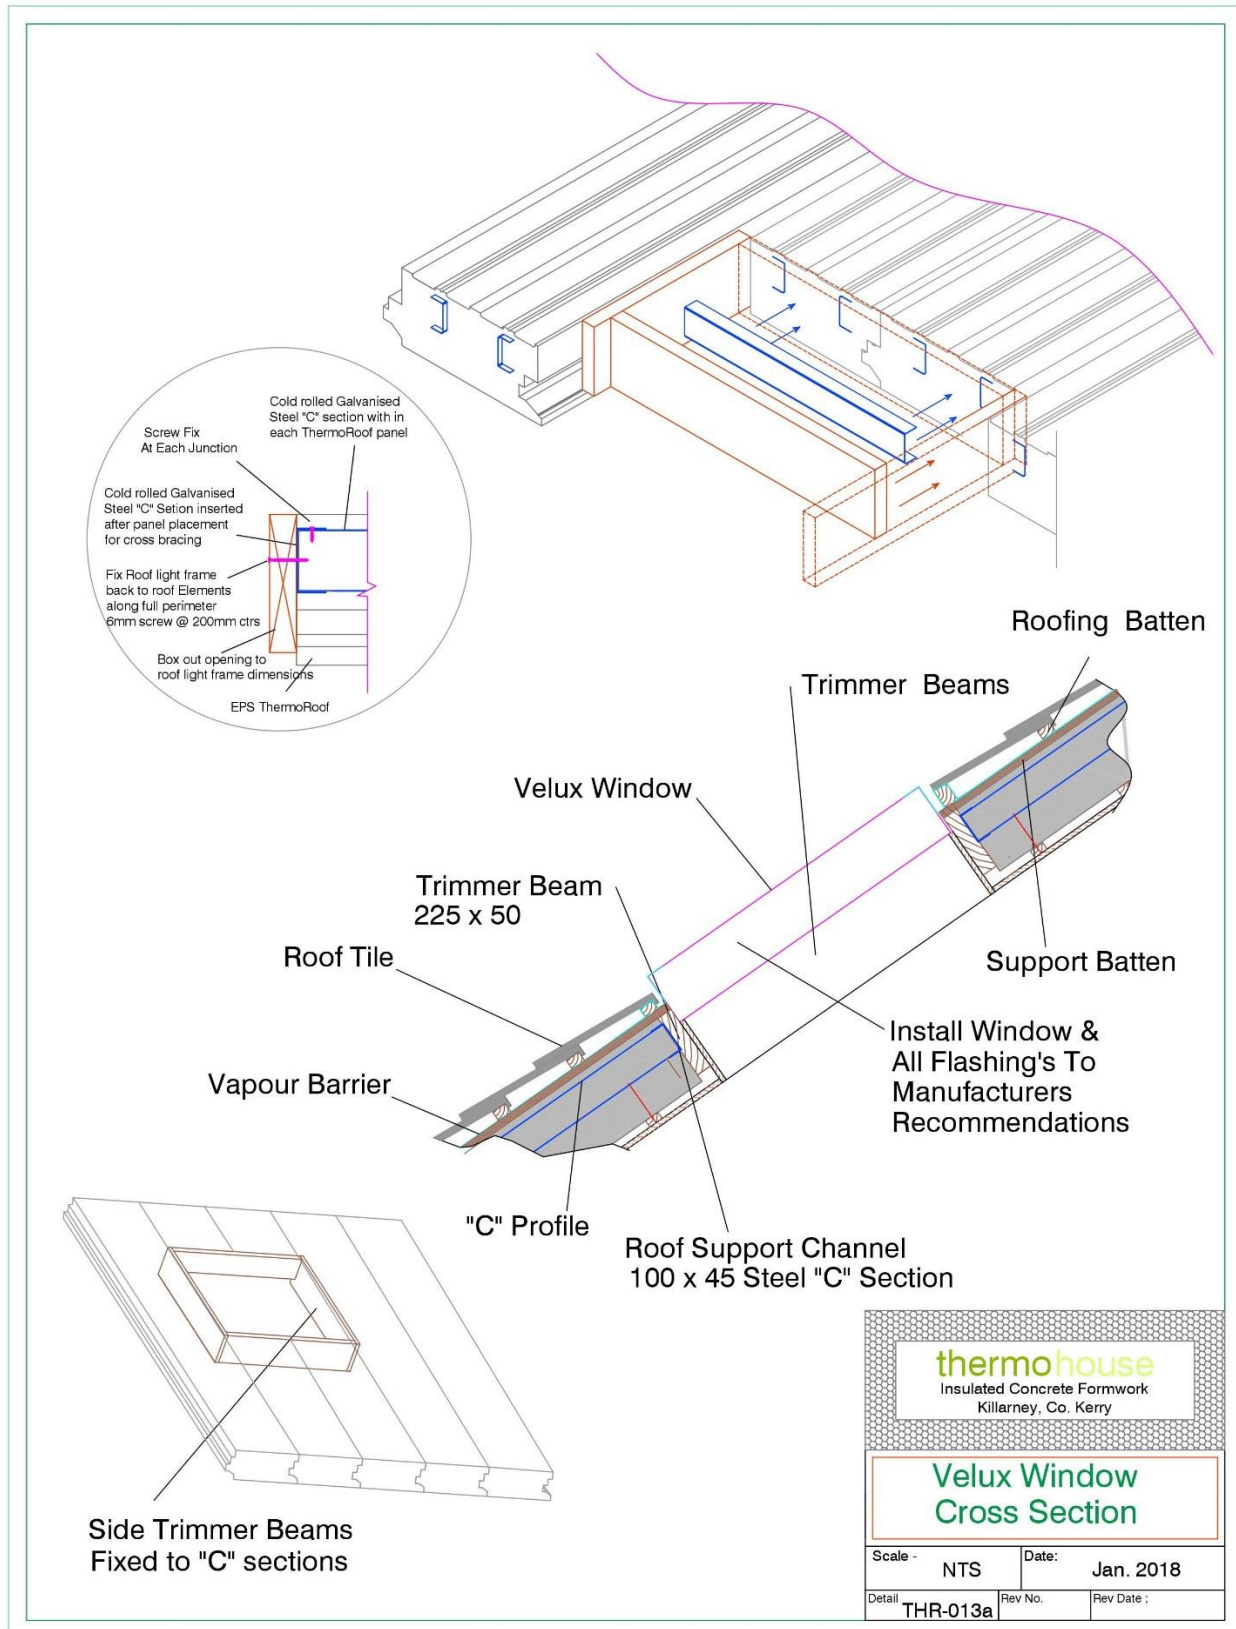 Cold rolled Galvanised
Steel "C" section with in
each ThermoRoof panel
Screw Fix
At Each Junction
Cold rolled Galvanised
Steel "C" Setion inserted
after panel placement
for cross bracing
Fix Roof light frame
back to roof Elements
along full perimeter
6mm screw @ 200mm ctrs
Box out opening to
roof light frame dimensions
EPS ThermoRoof
Roofing Batten
Trimmer Beams
Velux Window
Trimmer Beam
225 x 50
Roof Tile
Support Batten
Install Window &
All Flashing's To
Manufacturers
Recommendations
Vapour Barrier
"C" Profile
Roof Support Channel
100 x 45 Steel "C" Section
Side Trimmer Beams
Fixed to "C" sections
thermohouse
Insulated Concrete Formwork
Killarney, Co. Kerry
Velux Window
Cross Section
Scale - NTS
Date: Jan. 2018
Detail THR-013a
Rev No.
Rev Date ;